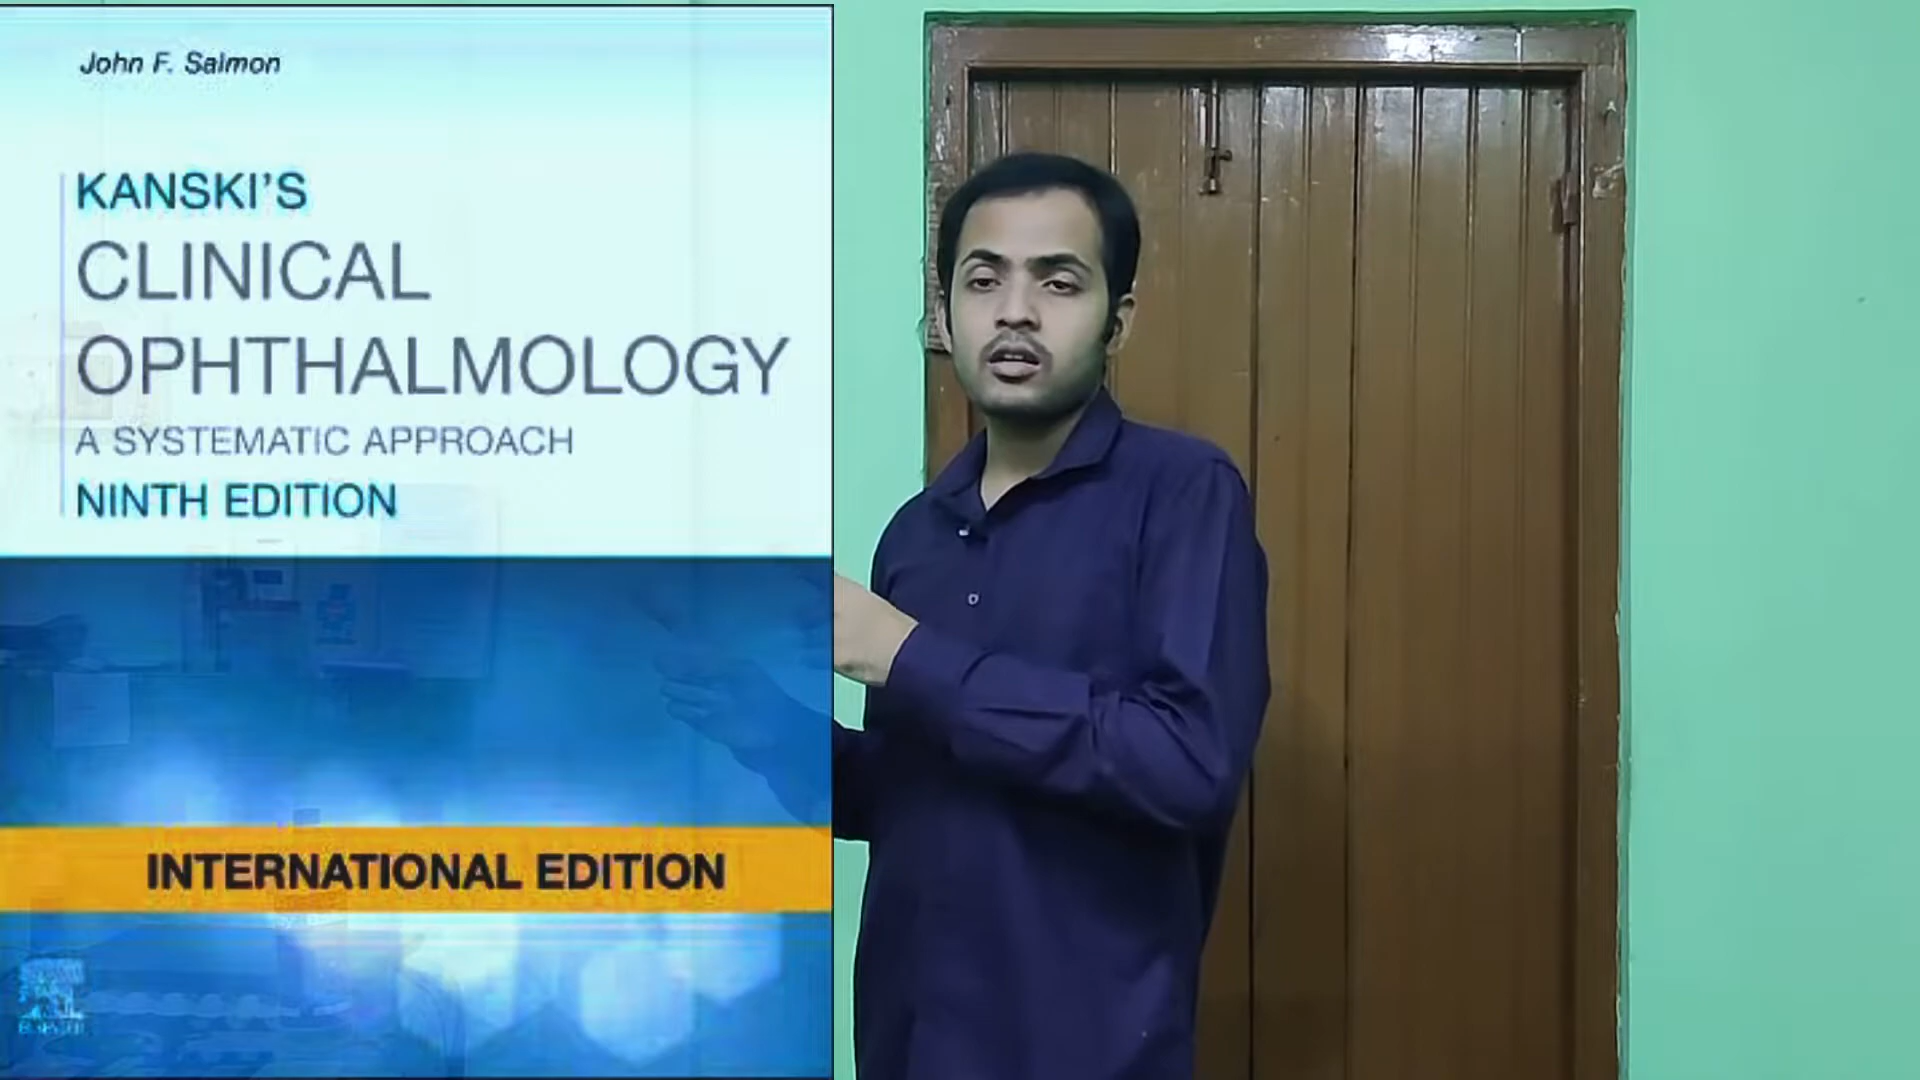 John F. Salmon
KANSKI'S
CLINICAL
OPHTHALMOLOGY
A SYSTEMATIC APPROACH
NINTH EDITION
INTERNATIONAL EDITION